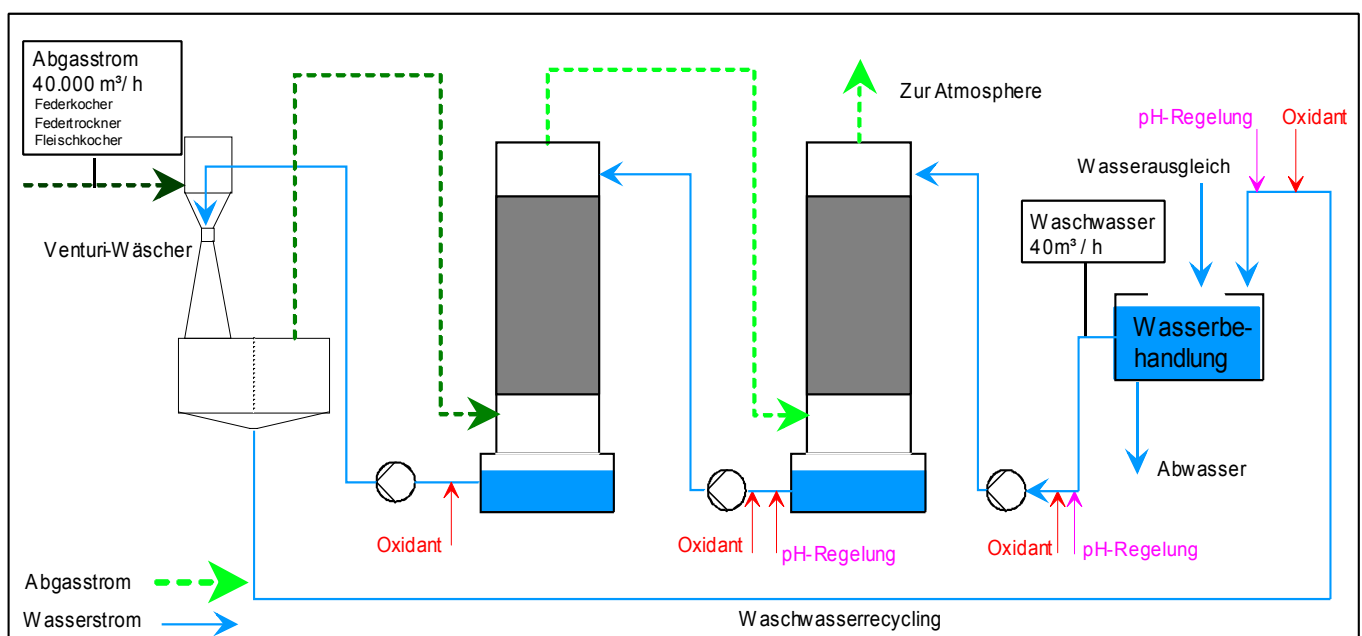 Abgasstrom
40.000 m³/ h
Federkocher
Federtrockner
Fleischkocher
Zur Atmosphere
pH-Regelung
Oxidant
Wasserausgleich
Venturi-Wäscher
Waschwasser
40m³ / h
Wasserbe-
handlung
Abwasser
Oxidant
Oxidant
pH-Regelung
Oxidant
pH-Regelung
Abgasstrom
Wasserstrom
Waschwasserrecycling